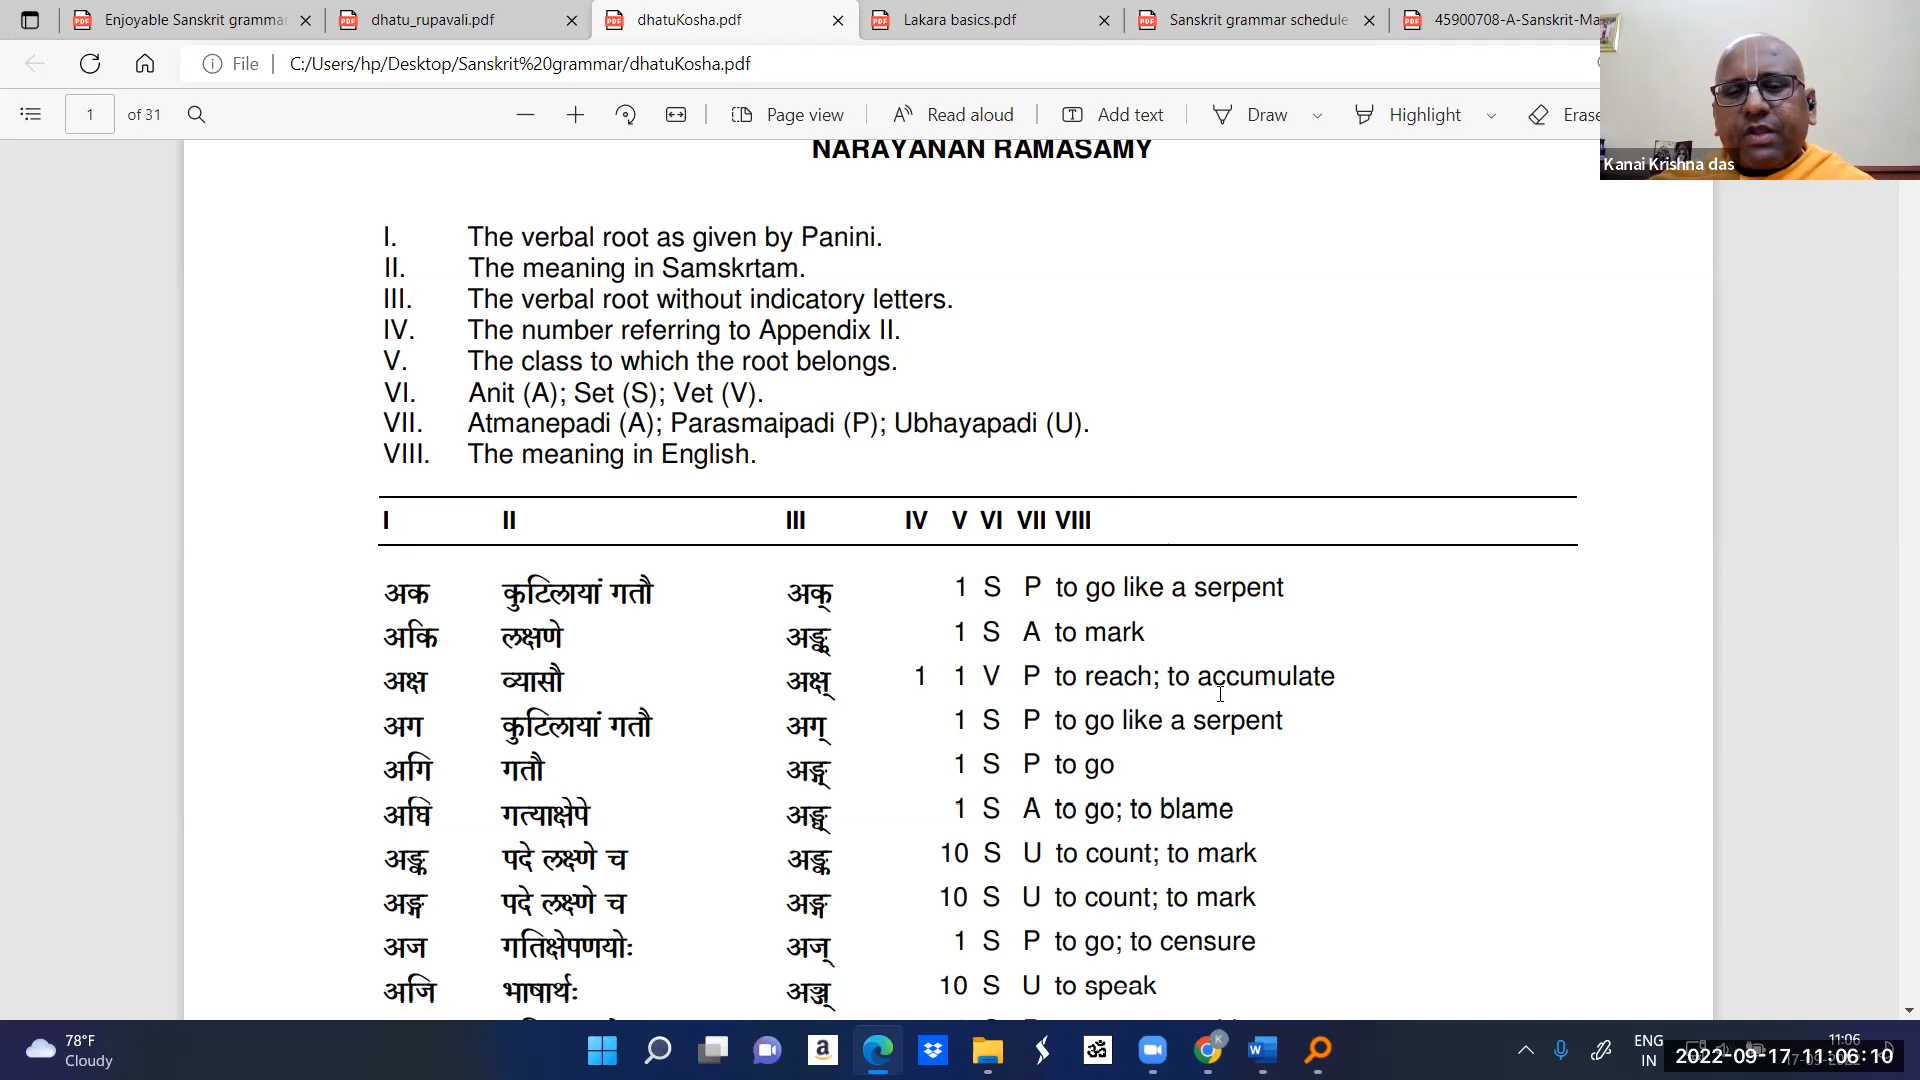 Enjoyable Sanskrit gramma
dhatu_rupavali.pdf
dhatuKosha.pdf
Lakara basics.pdf
Sanskrit grammar schedule
45900708-A-Sanskrit-Ma
File
C:/Users/hp/Desktop/Sanskrit%20grammar/dhatuKosha.pdf
1 of 31
Page view
Read aloud
Add text
Draw
Highlight
Erase
Kanai Krishna das
NARAYANAN RAMASAMY
I. The verbal root as given by Panini.
II. The meaning in Samskrtam.
III. The verbal root without indicatory letters.
IV. The number referring to Appendix II.
V. The class to which the root belongs.
VI. Anit (A); Set (S); Vet (V).
VII. Atmanepadi (A); Parasmaipadi (P); Ubhayapadi (U).
VIII. The meaning in English.
I II III IV V VI VII VIII
अक कुटिलायां गतौ अक् 1 S P to go like a serpent
अकि लक्षणे अङ्क् 1 S A to mark
अक्ष व्यासौ अक्ष् 1 1 V P to reach; to accumulate
अग कुटिलायां गतौ अग् 1 S P to go like a serpent
अगि गतौ अङ्ग् 1 S P to go
अघि गत्याक्षेपे अङ्घ् 1 S A to go; to blame
अङ्क पदे लक्ष्णे च अङ्क 10 S U to count; to mark
अङ्ग पदे लक्ष्णे च अङ्ग 10 S U to count; to mark
अज गतिक्षेपणयोः अज् 1 S P to go; to censure
अजि भाषार्थः अञ्ज् 10 S U to speak
78°F
Cloudy
ENG
IN
11:06
2022-09-17 11:06:10